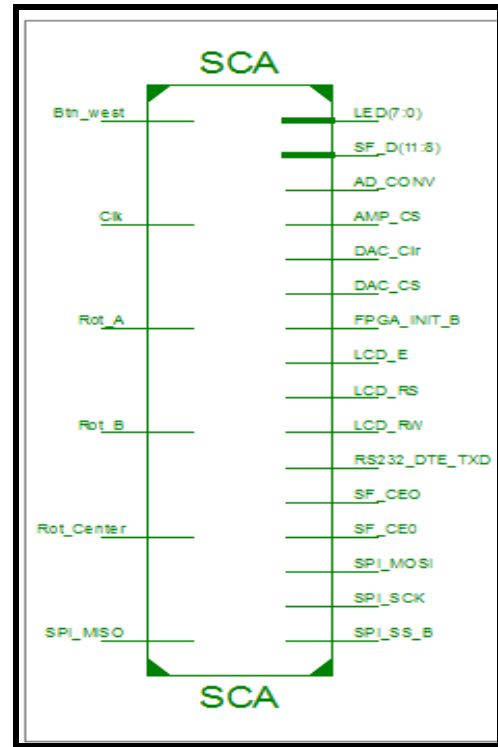 SCA
Btn_west
Clk
Rot_A
Rot_B
Rot_Center
SPI_MISO
LED(7:0)
SF_D(11:8)
AD_CONV
AMP_CS
DAC_Clr
DAC_CS
FPGA_INIT_B
LCD_E
LCD_RS
LCD_RW
RS232_DTE_TXD
SF_CEO
SF_CE0
SPI_MOSI
SPI_SCK
SPI_SS_B
SCA